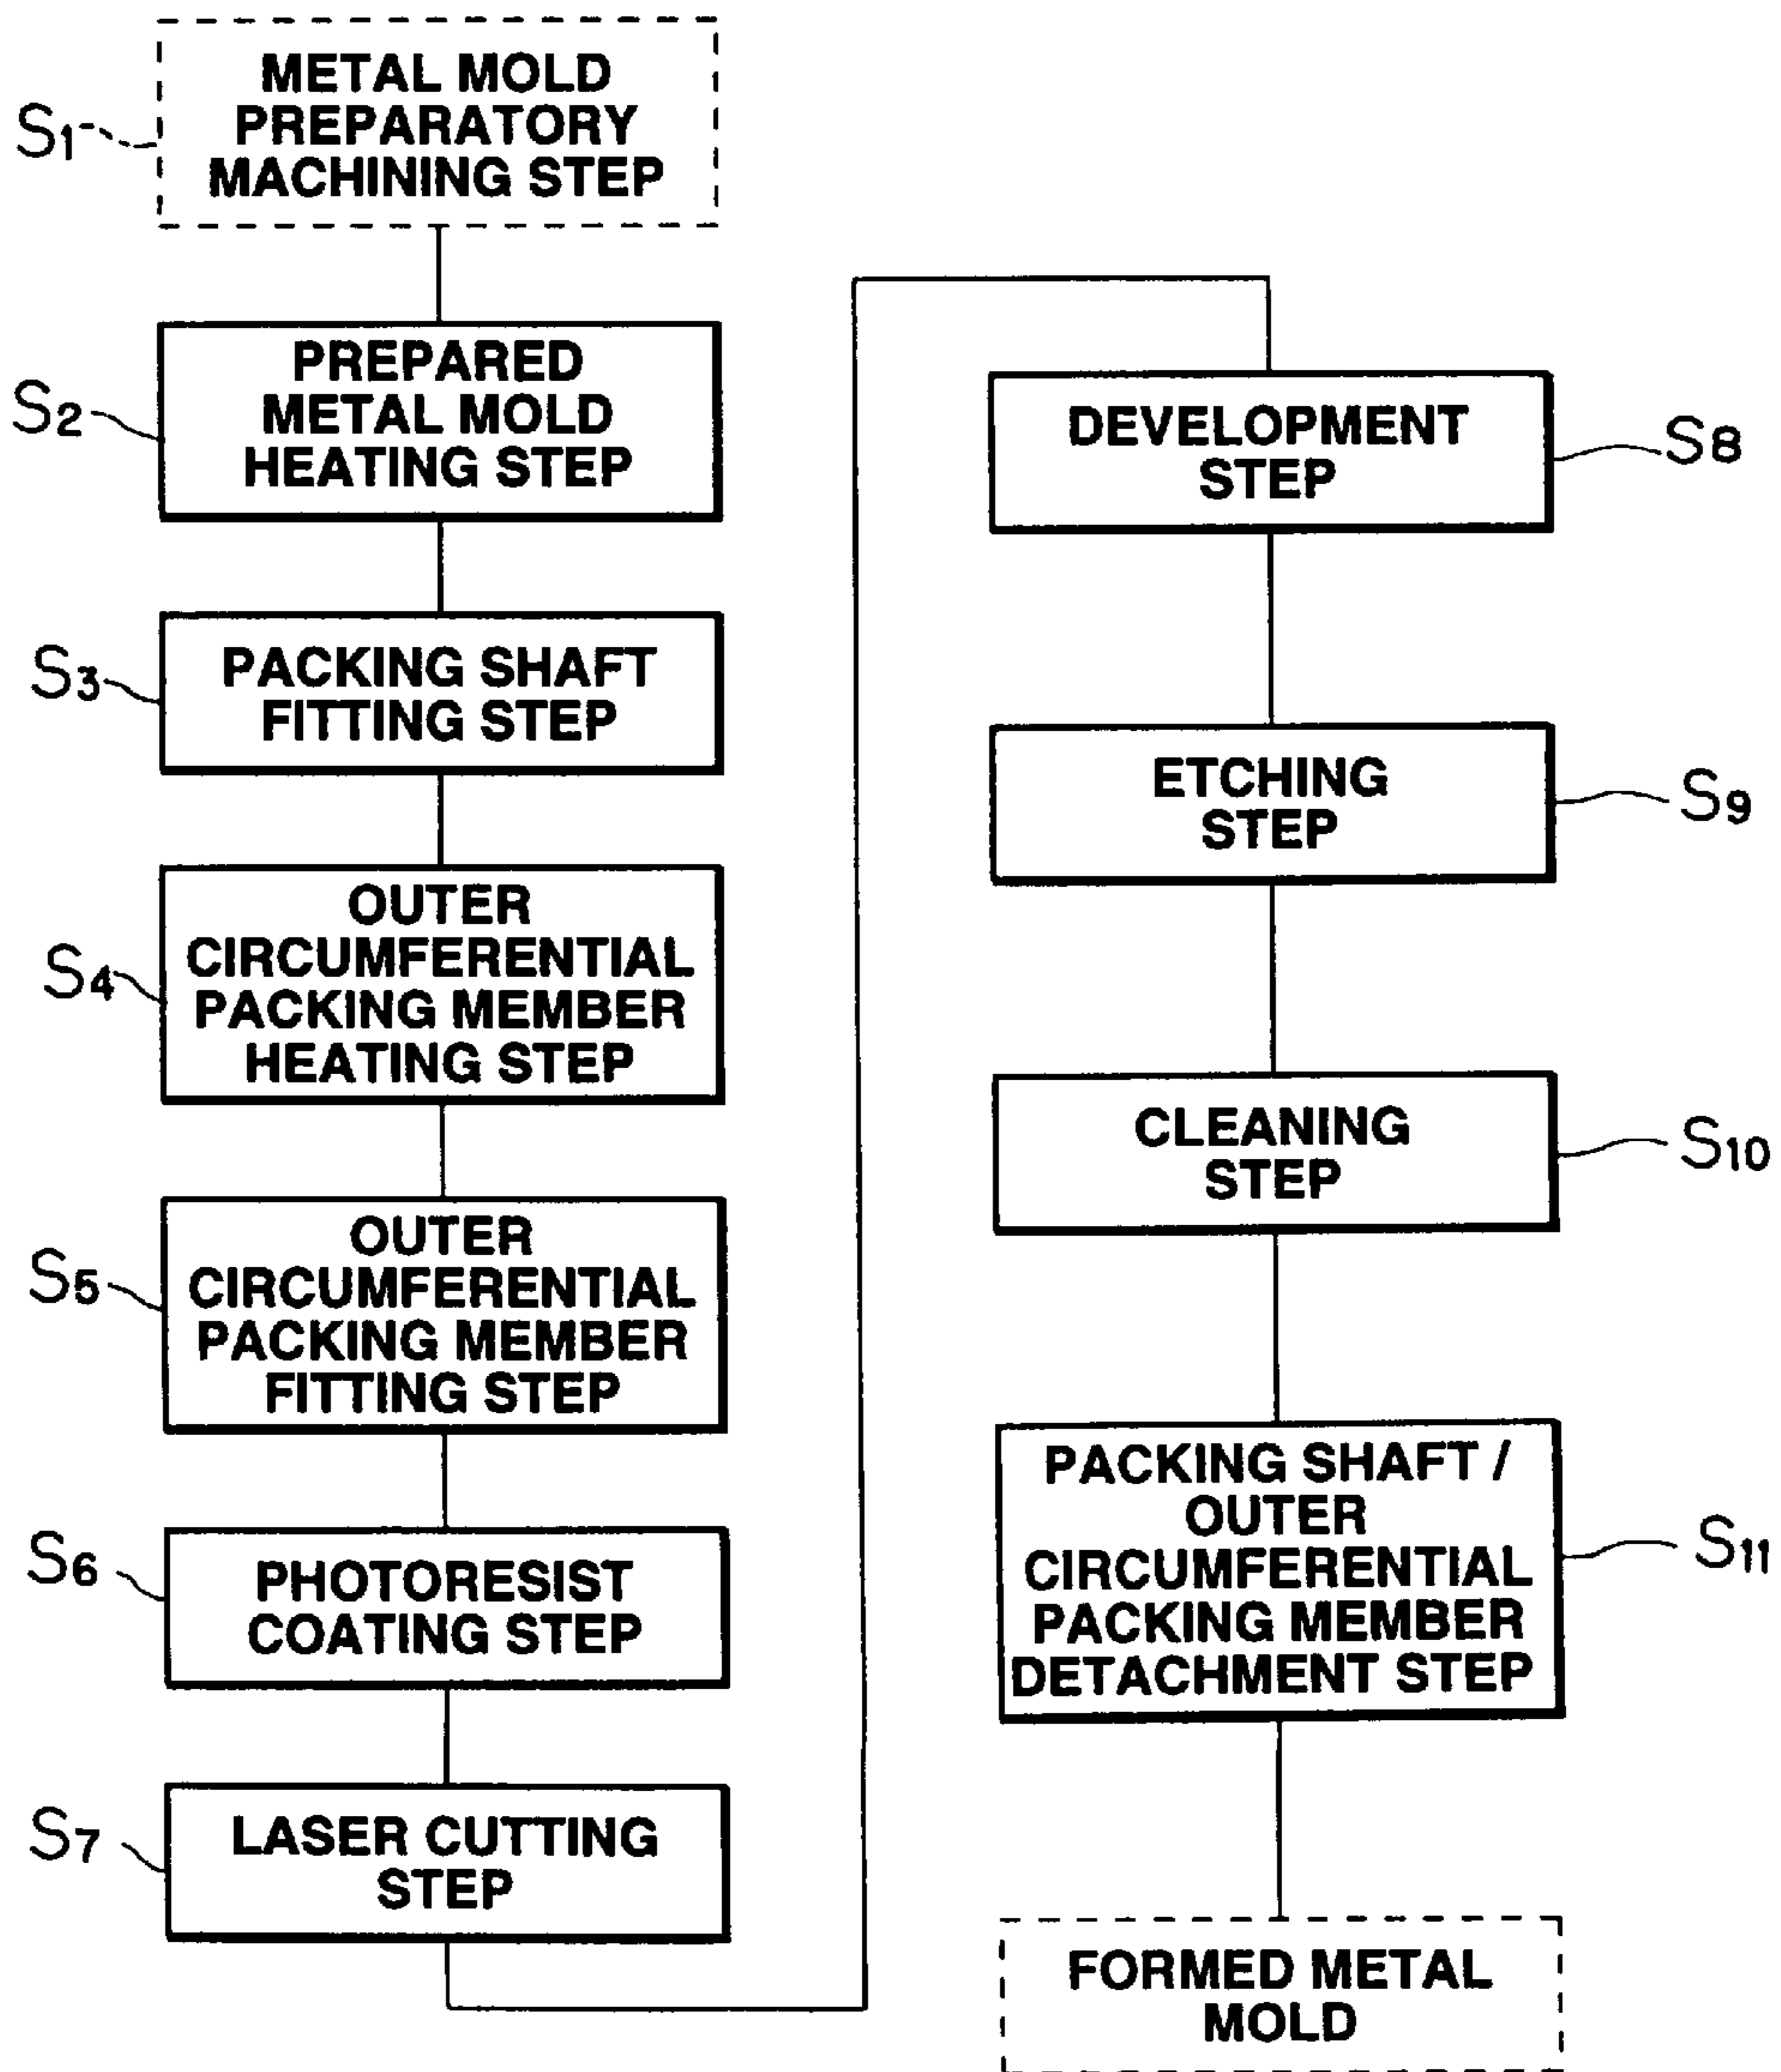 METAL MOLD
PREPARATORY
MACHINING STEP
S1
PREPARED
METAL MOLD
HEATING STEP
S2
PACKING SHAFT
FITTING STEP
S3
OUTER
CIRCUMFERENTIAL
PACKING MEMBER
HEATING STEP
S4
OUTER
CIRCUMFERENTIAL
PACKING MEMBER
FITTING STEP
S5
PHOTORESIST
COATING STEP
S6
LASER CUTTING
STEP
S7
DEVELOPMENT
STEP
S8
ETCHING
STEP
S9
CLEANING
STEP
S10
PACKING SHAFT /
OUTER
CIRCUMFERENTIAL
PACKING MEMBER
DETACHMENT STEP
S11
FORMED METAL
MOLD